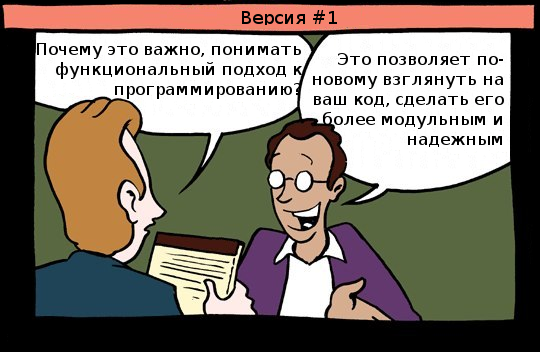 Версия #1
Почему это важно, понимать
функциональный подход к
программированию?
Это позволяет по-
новому взглянуть на
ваш код, сделать его
более модульным и
надежным